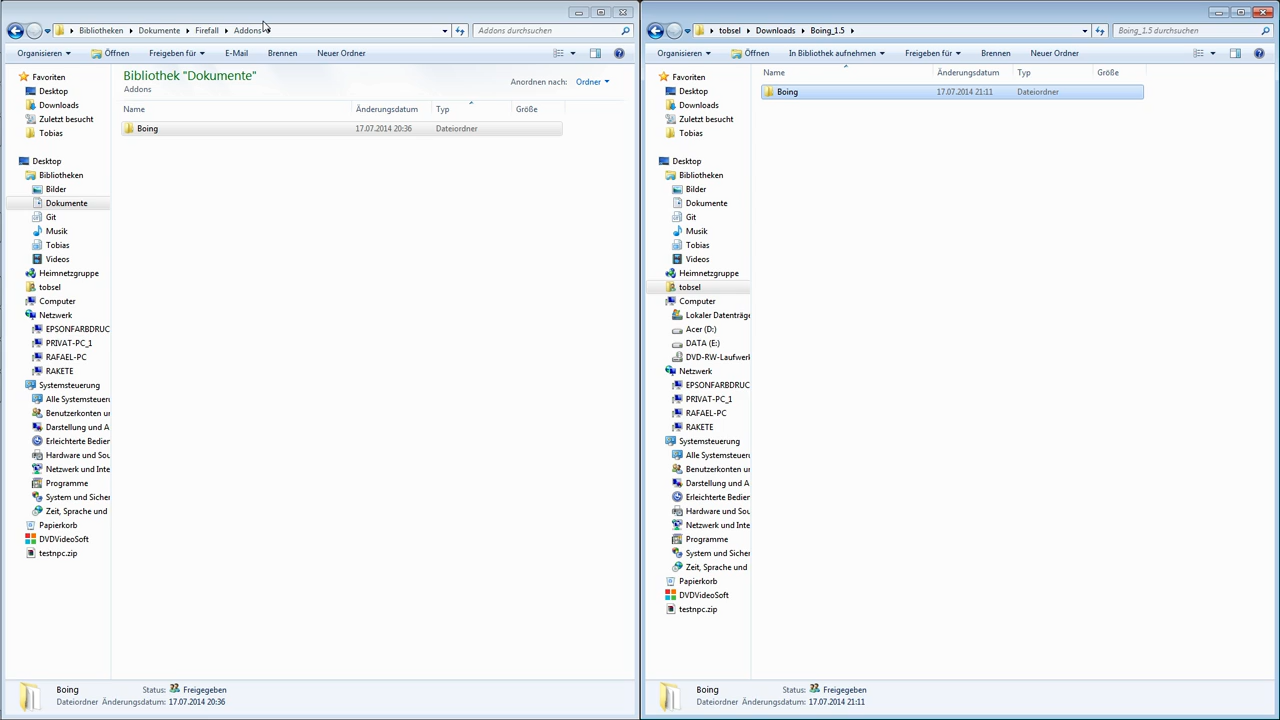 Bibliotheken Dokumente Firefall Addons
Addons durchsuchen
Organisieren Öffnen Freigeben für E-Mail Brennen Neuer Ordner
Favoriten
Desktop
Downloads
Zuletzt besucht
Tobias
Desktop
Bibliotheken
Bilder
Dokumente
Git
Musik
Tobias
Videos
Heimnetzgruppe
tobsel
Computer
Netzwerk
EPSONFARBDRUC
PRIVAT-PC_1
RAFAEL-PC
RAKETE
Systemsteuerung
Alle Systemsteuern
Benutzerkonten un
Darstellung und A
Erleichterte Bedien
Hardware und Sou
Netzwerk und Inte
Programme
System und Sicher
Zeit, Sprache und
Papierkorb
DVDVideoSoft
testnpc.zip
Bibliothek "Dokumente"
Addons
Anordnen nach: Ordner
Name Änderungsdatum Typ Größe
Boing 17.07.2014 20:36 Dateiordner
Boing Status: Freigegeben
Dateiordner Änderungsdatum: 17.07.2014 20:36
tobsel Downloads Boing_1.5
Boing_1.5 durchsuchen
Organisieren Öffnen In Bibliothek aufnehmen Freigeben für Brennen Neuer Ordner
Favoriten
Desktop
Downloads
Zuletzt besucht
Tobias
Desktop
Bibliotheken
Bilder
Dokumente
Git
Musik
Tobias
Videos
Heimnetzgruppe
tobsel
Computer
Lokaler Datenträge
Acer (D:)
DATA (E:)
DVD-RW-Laufwerk
Netzwerk
EPSONFARBDRUC
PRIVAT-PC_1
RAFAEL-PC
RAKETE
Systemsteuerung
Alle Systemsteuern
Benutzerkonten un
Darstellung und A
Erleichterte Bedien
Hardware und Sou
Netzwerk und Inte
Programme
System und Sicher
Zeit, Sprache und
Papierkorb
DVDVideoSoft
testnpc.zip
Name Änderungsdatum Typ Größe
Boing 17.07.2014 21:11 Dateiordner
Boing Status: Freigegeben
Dateiordner Änderungsdatum: 17.07.2014 21:11